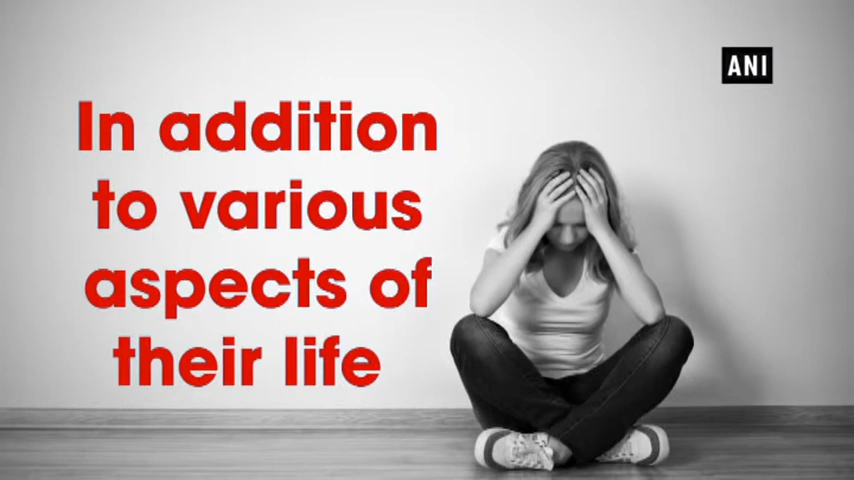 ANI
In addition
to various
aspects of
their life